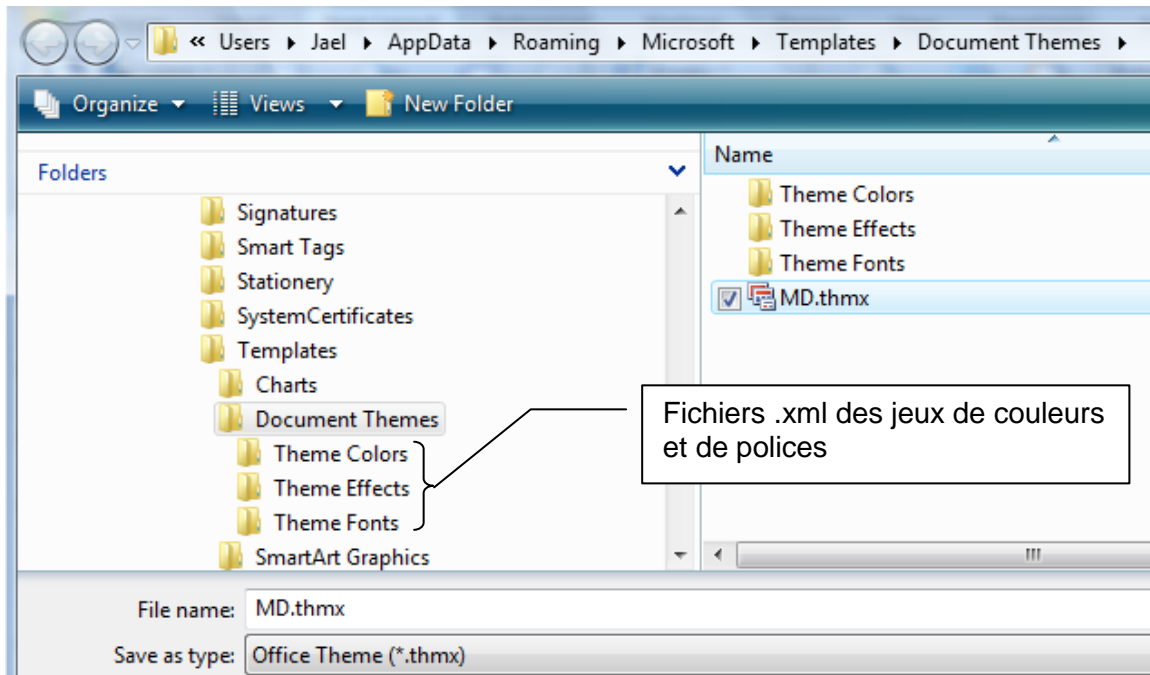 « Users ▸ Jael ▸ AppData ▸ Roaming ▸ Microsoft ▸ Templates ▸ Document Themes ▸
Organize Views New Folder
Folders
Signatures
Smart Tags
Stationery
SystemCertificates
Templates
Charts
Document Themes
Theme Colors
Theme Effects
Theme Fonts
SmartArt Graphics
Name
Theme Colors
Theme Effects
Theme Fonts
MD.thmx
Fichiers .xml des jeux de couleurs
et de polices
File name: MD.thmx
Save as type: Office Theme (*.thmx)